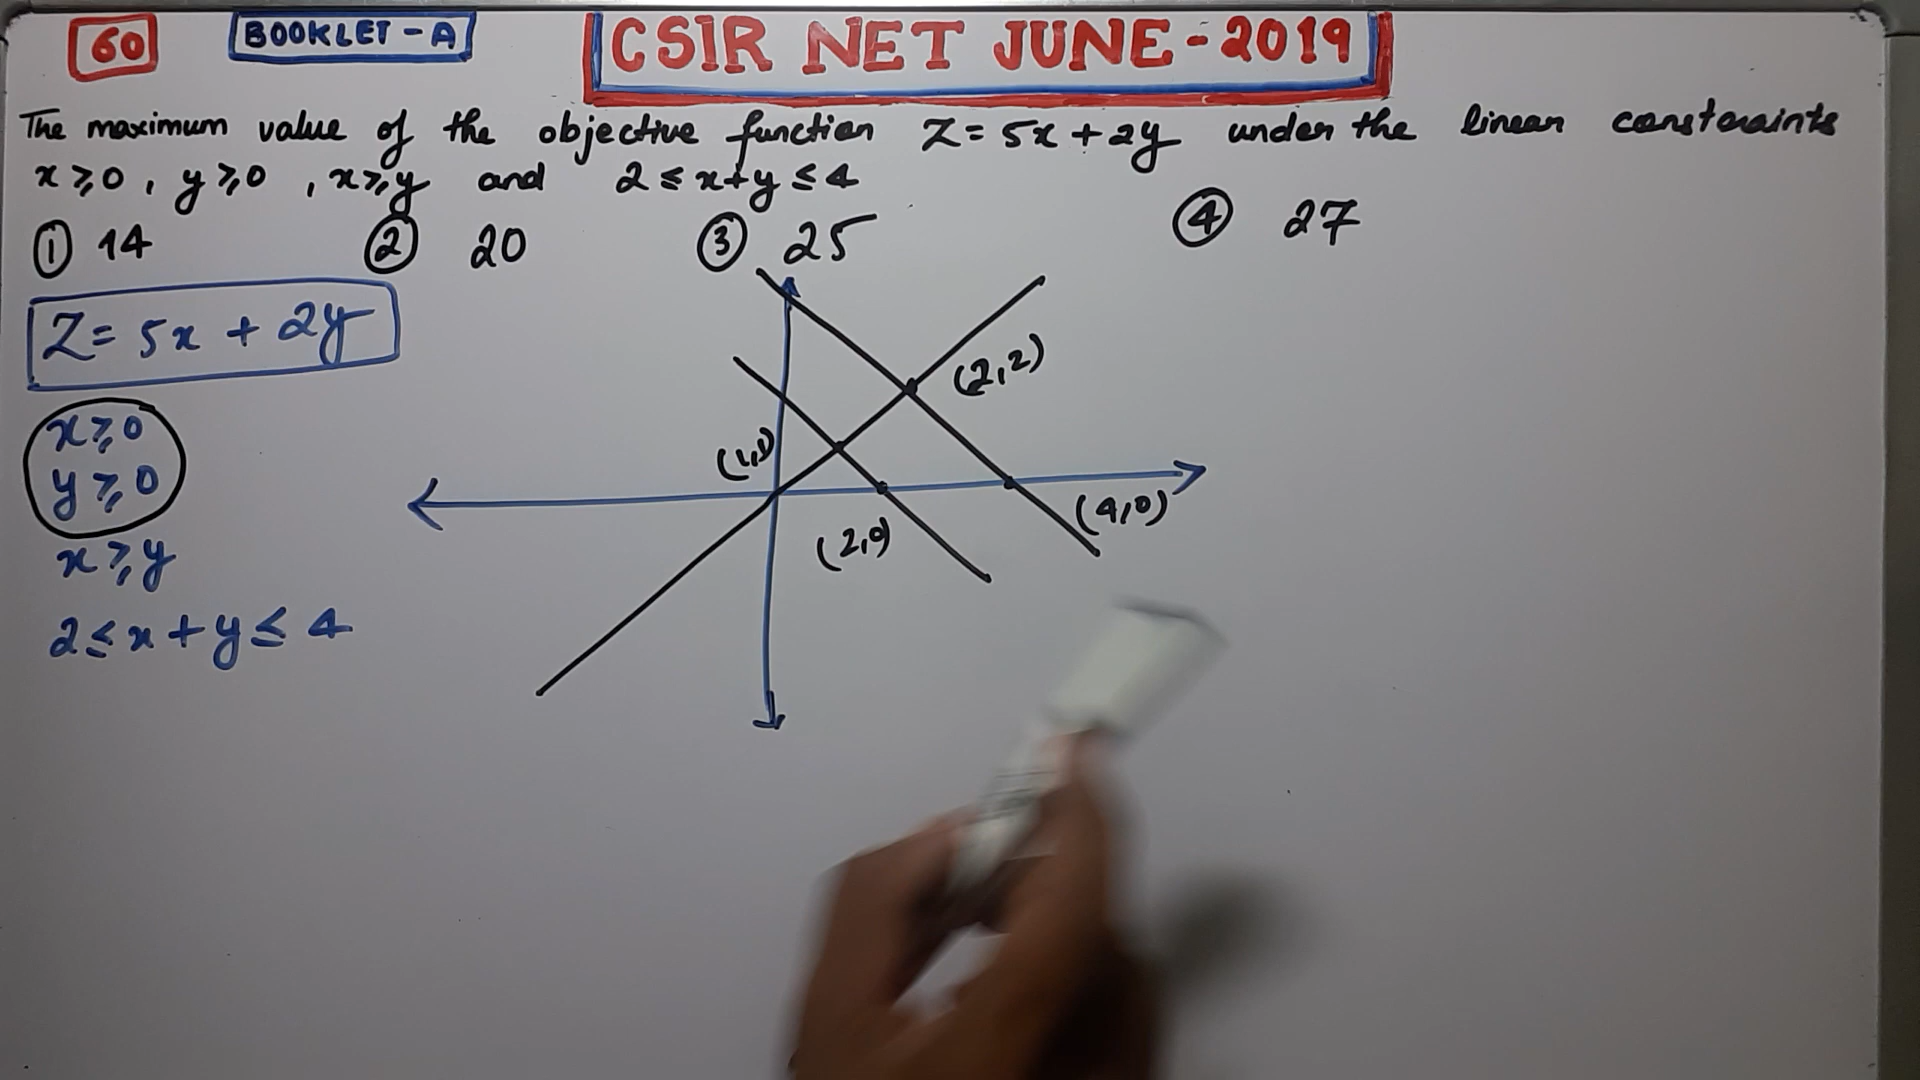 60 BOOKLET-A CSIR NET JUNE-2019
The maximum value of the objective function Z=5x+2y under the linear constaraints
x≥0, y≥0, x≥y and 2≤x+y≤4
① 14 ② 20 ③ 25 ④ 27
Z=5x+2y
(2,2)
x≥0
(1,1)
y≥0
(4,0)
(2,0)
x≥y
2≤x+y≤4